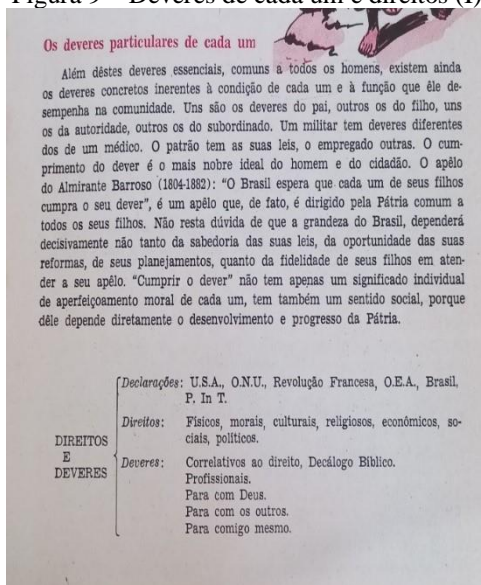 Figura 9 – Deveres de cada um e direitos (I)
Os deveres particulares de cada um
Além dêstes deveres essenciais, comuns a todos os homens, existem ainda
os deveres concretos inerentes à condição de cada um e à função que êle de-
sempenha na comunidade. Uns são os deveres do pai, outros os do filho, uns
os da autoridade, outros os do subordinado. Um militar tem deveres diferentes
dos de um médico. O patrão tem as suas leis, o empregado outras. O cum-
primento do dever é o mais nobre ideal do homem e do cidadão. O apêlo
do Almirante Barroso (1804-1882): "O Brasil espera que cada um de seus filhos
cumpra o seu dever", é um apêlo que, de fato, é dirigido pela Pátria comum a
todos os seus filhos. Não resta dúvida de que a grandeza do Brasil, dependerá
decisivamente não tanto da sabedoria das suas leis, da oportunidade das suas
reformas, de seus planejamentos, quanto da fidelidade de seus filhos em aten-
der a seu apêlo. "Cumprir o dever" não tem apenas um significado individual
de aperfeiçoamento moral de cada um, tem também um sentido social, porque
dêle depende diretamente o desenvolvimento e progresso da Pátria.
DIREITOS
E
DEVERES
Declarações: U.S.A., O.N.U., Revolução Francesa, O.E.A., Brasil,
P. In T.
Direitos: Físicos, morais, culturais, religiosos, econômicos, so-
ciais, políticos.
Deveres: Correlativos ao direito, Decálogo Bíblico.
Profissionais.
Para com Deus.
Para com os outros.
Para comigo mesmo.